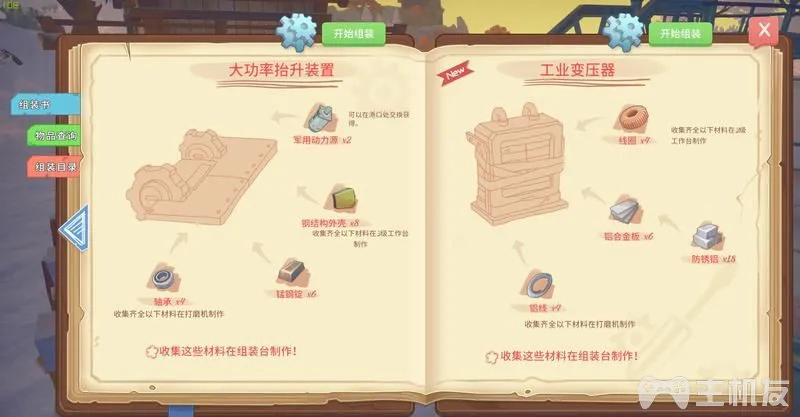 开始组装
开始组装
组装书
物品查询
组装目录
大功率抬升装置
军用动力源 x2
可以在港口处交换获
得。
钢结构外壳 x8
收集齐全以下材料在3级工作台
制作
轴承 x4
收集齐全以下材料在打磨机制作
锰钢锭 x6
收集这些材料在组装台制作!
New
工业变压器
线圈 x4
收集齐全以下材料在3级
工作台制作
铝合金板 x6
防锈铝 x18
铝线 x4
收集齐全以下材料在打磨机制作
收集这些材料在组装台制作!
主机友